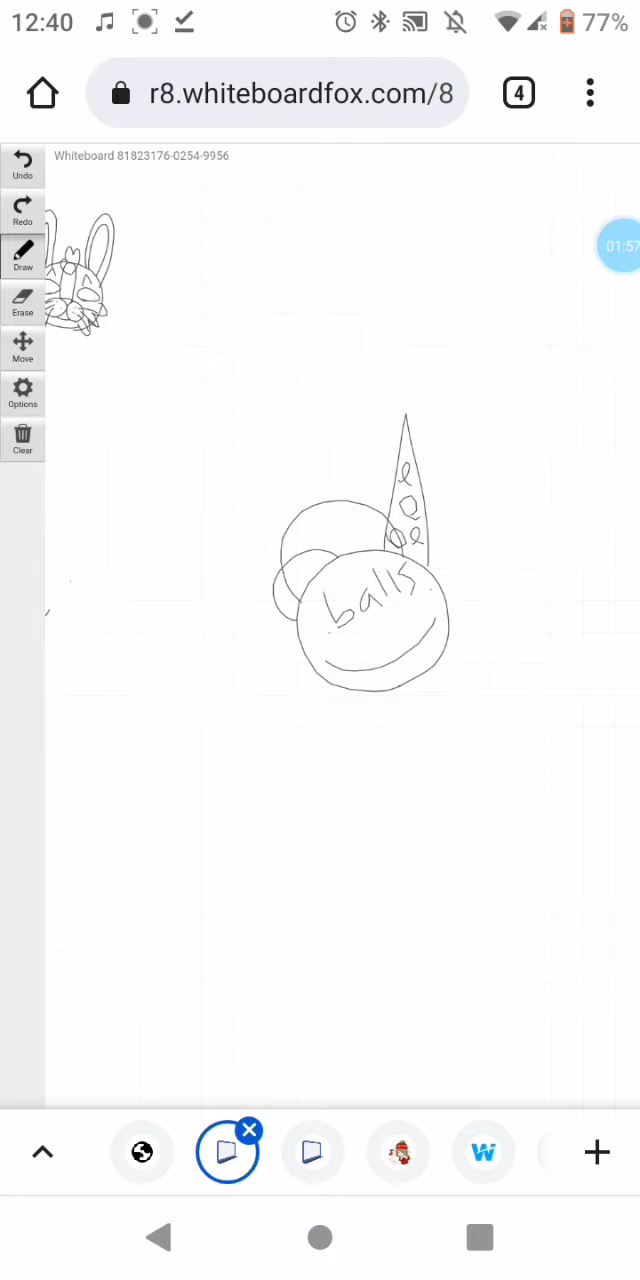 12:40
77%
r8.whiteboardfox.com/8
4
Whiteboard 81823176-0254-9956
Undo
Redo
Draw
Erase
Move
Options
Clear
01:57
balls